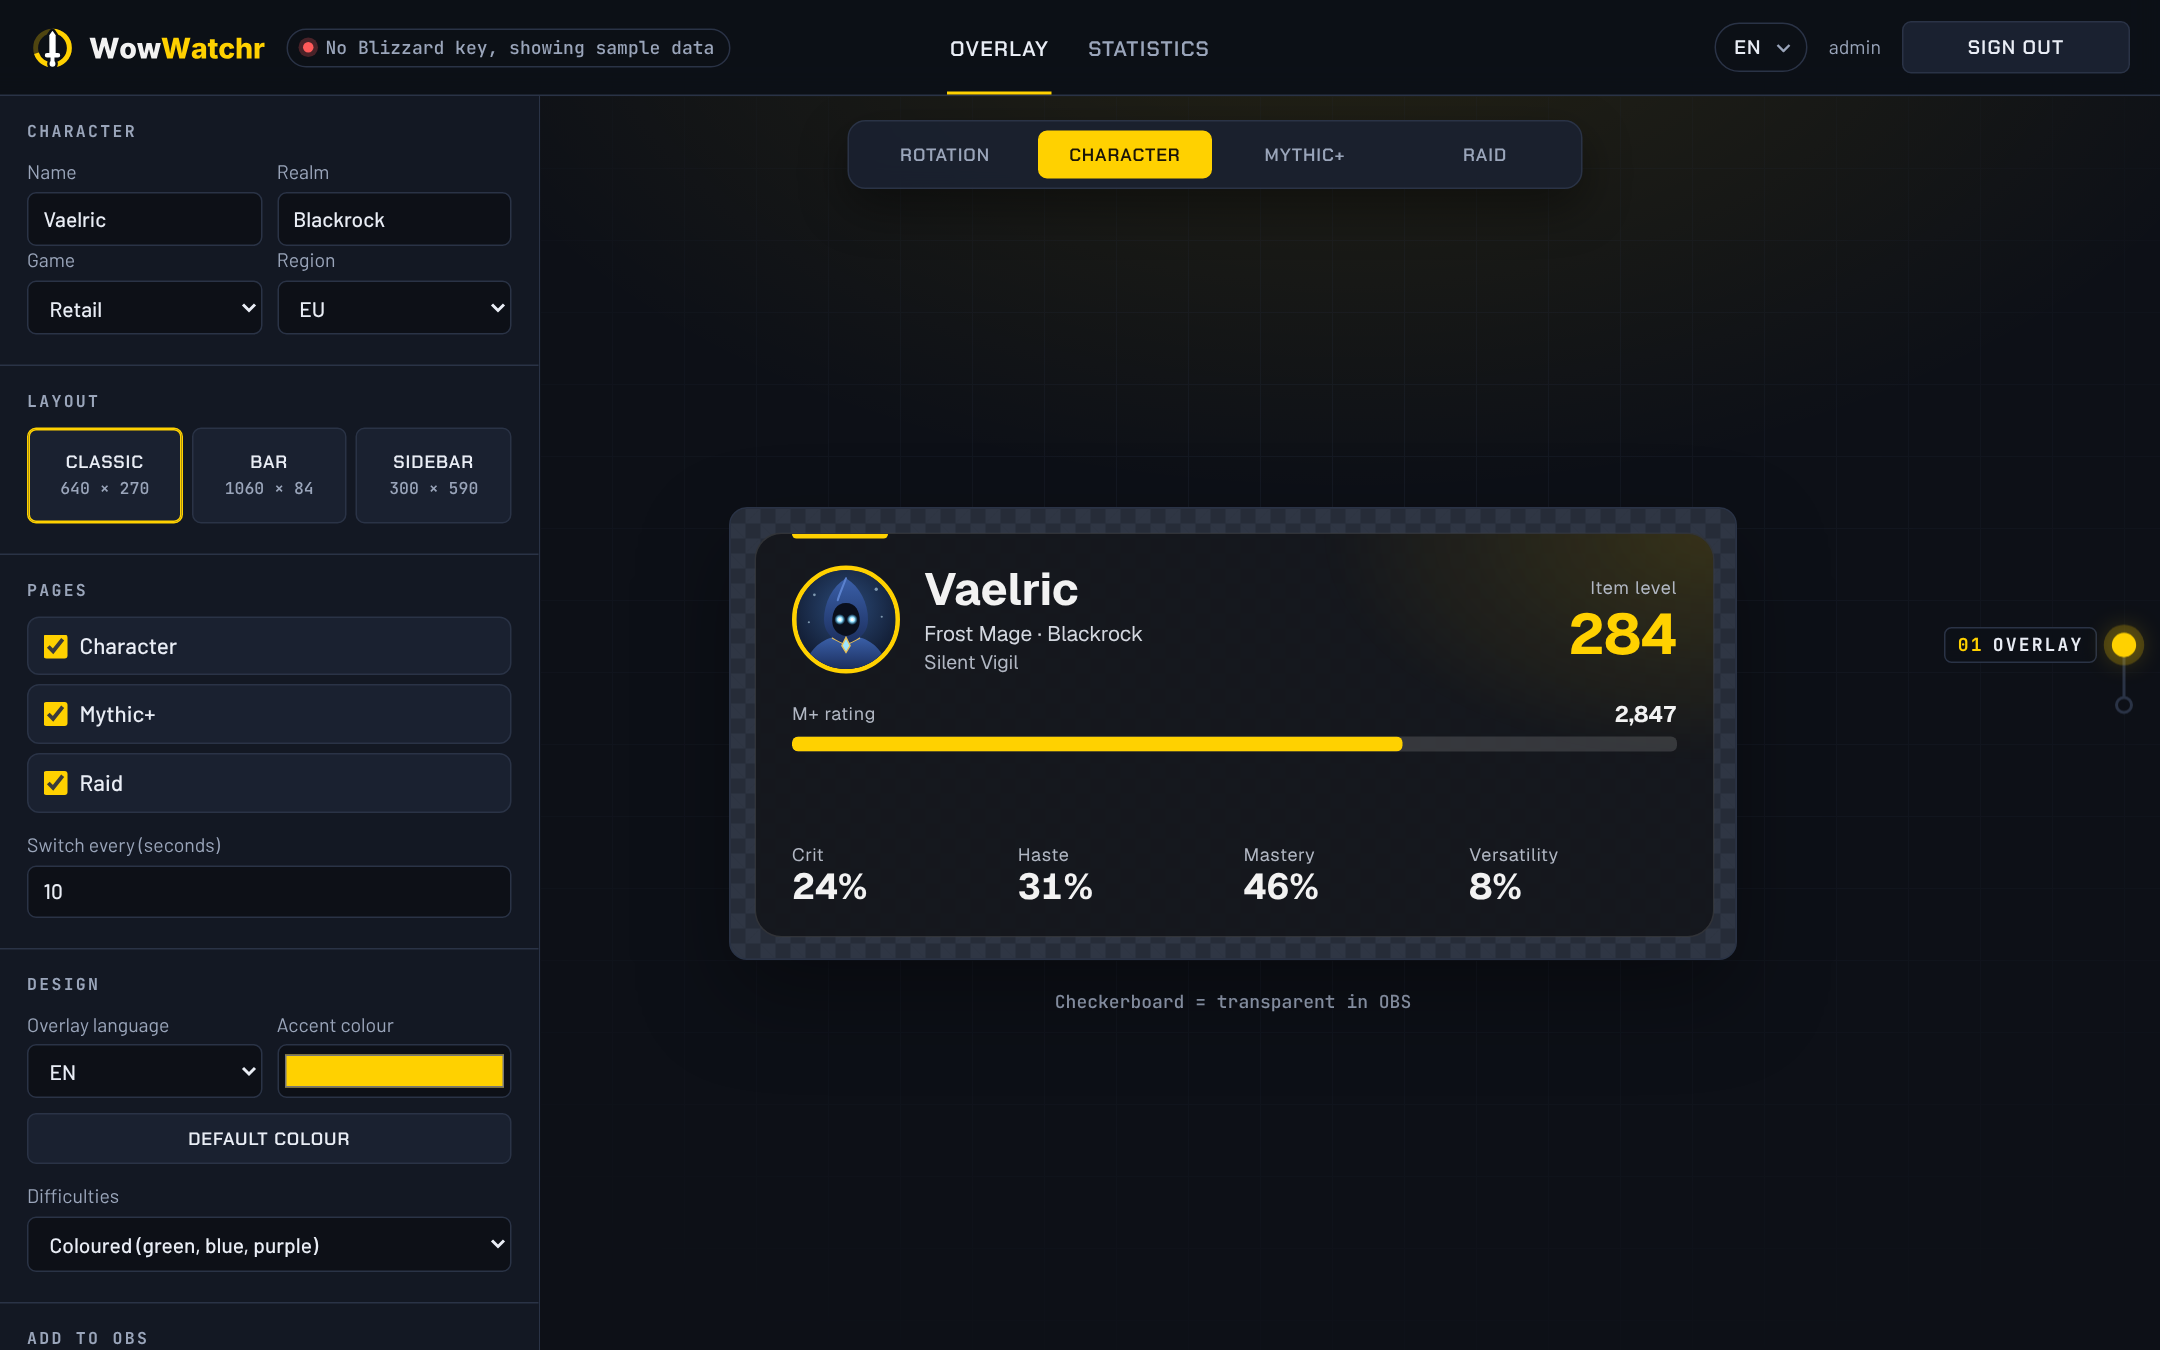 WowWatchr
No Blizzard key, showing sample data
OVERLAY
STATISTICS
EN
admin
SIGN OUT
CHARACTER
Name
Realm
Vaelric
Blackrock
Game
Region
Retail
EU
LAYOUT
CLASSIC
640 × 270
BAR
1060 × 84
SIDEBAR
300 × 590
PAGES
Character
Mythic+
Raid
Switch every (seconds)
10
DESIGN
Overlay language
Accent colour
EN
DEFAULT COLOUR
Difficulties
Coloured (green, blue, purple)
ADD TO OBS
ROTATION
CHARACTER
MYTHIC+
RAID
Vaelric
Frost Mage · Blackrock
Silent Vigil
Item level
284
M+ rating
2,847
Crit
24%
Haste
31%
Mastery
46%
Versatility
8%
Checkerboard = transparent in OBS
01 OVERLAY